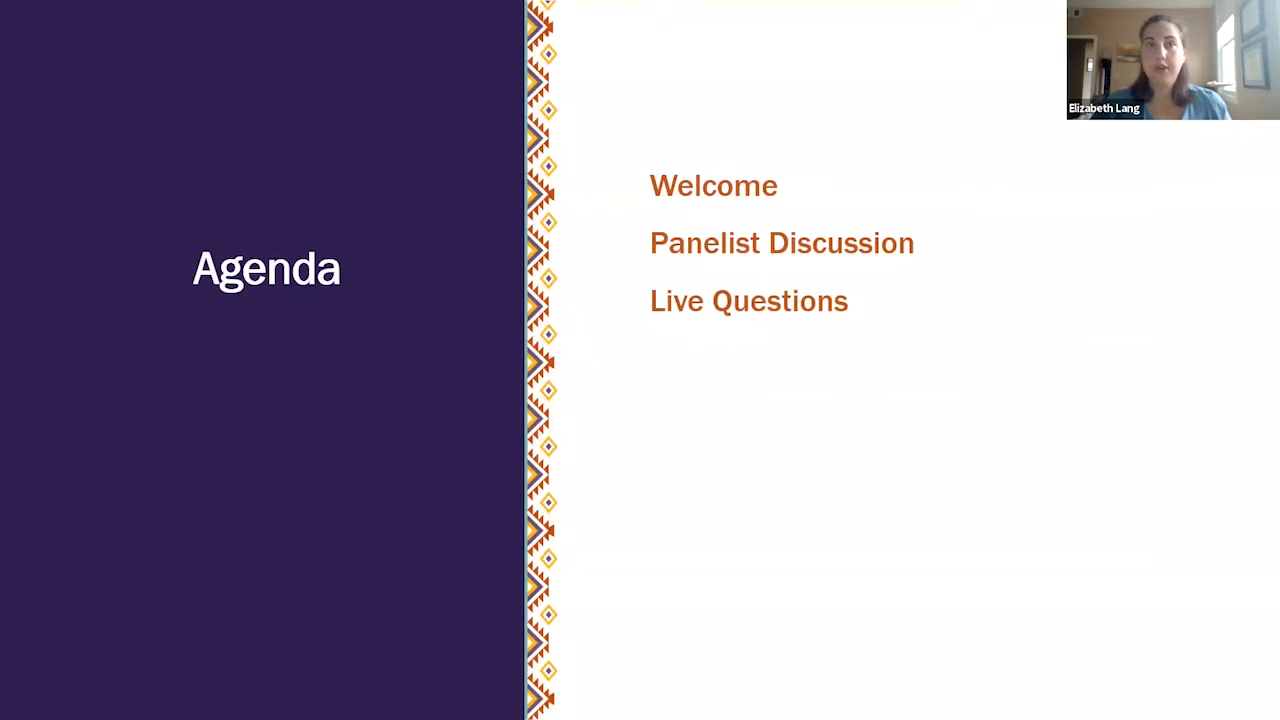 Elizabeth Lang
Agenda
Welcome
Panelist Discussion
Live Questions